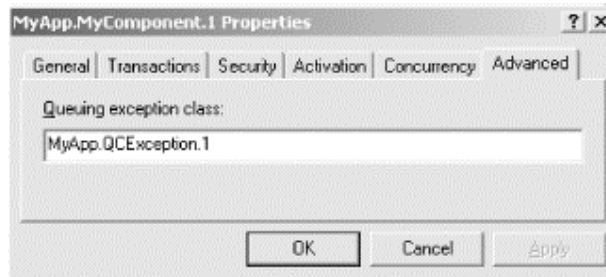 MyApp.MyComponent.1 Properties ? X
General Transactions Security Activation Concurrency Advanced
Queuing exception class:
MyApp.QCException.1
OK Cancel Apply